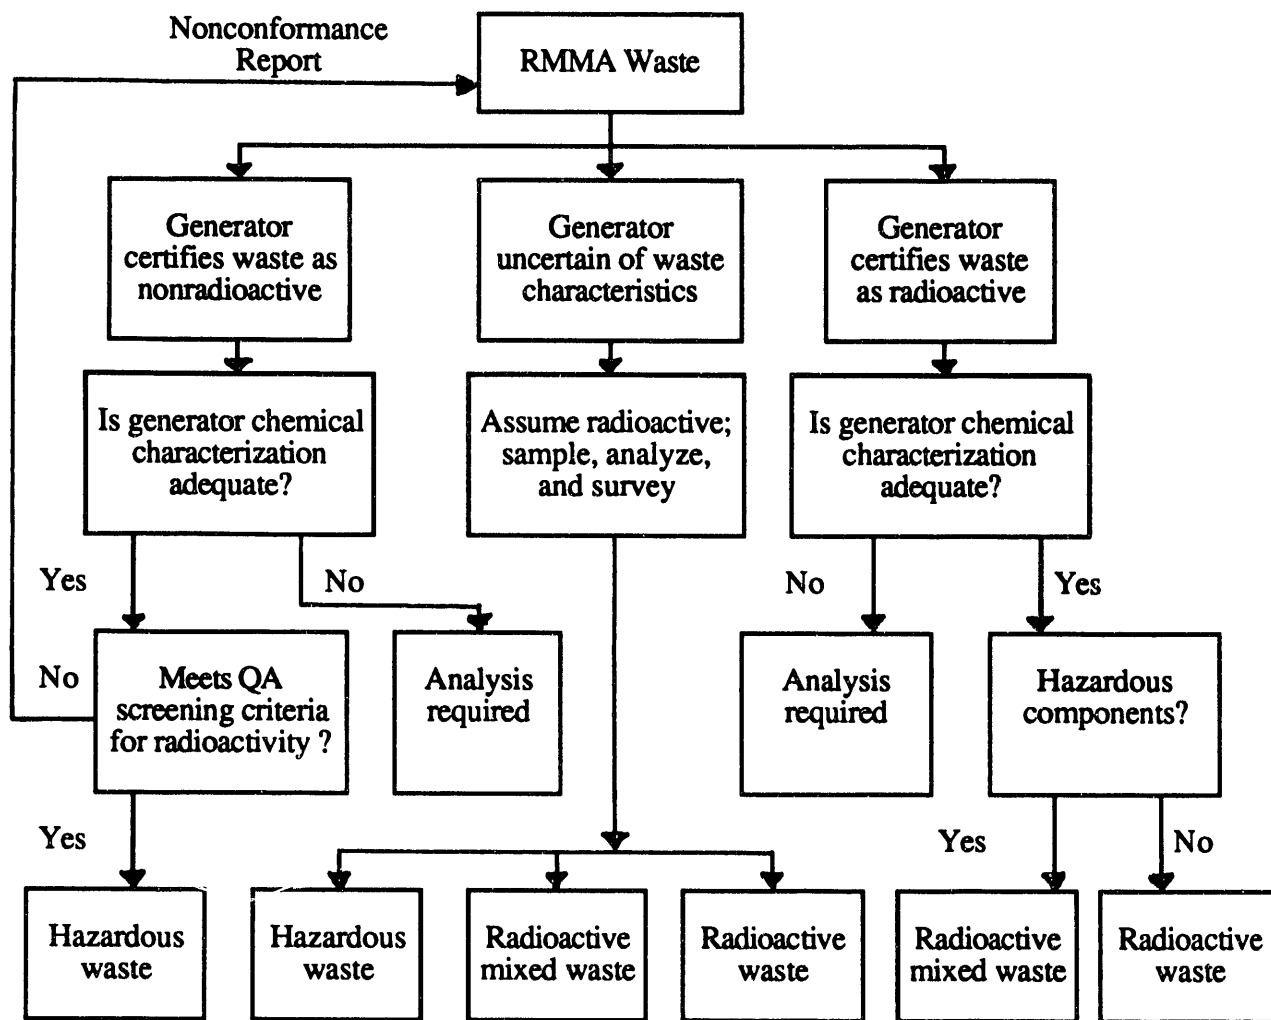 Nonconformance
Report
RMMA Waste
Generator
certifies waste as
nonradioactive
Generator
uncertain of waste
characteristics
Generator
certifies waste
as radioactive
Is generator chemical
characterization
adequate?
Assume radioactive;
sample, analyze,
and survey
Is generator chemical
characterization
adequate?
Yes
No
No
Yes
No
Meets QA
screening criteria
for radioactivity ?
Analysis
required
Analysis
required
Hazardous
components?
Yes
Yes
No
Hazardous
waste
Hazardous
waste
Radioactive
mixed waste
Radioactive
waste
Radioactive
mixed waste
Radioactive
waste